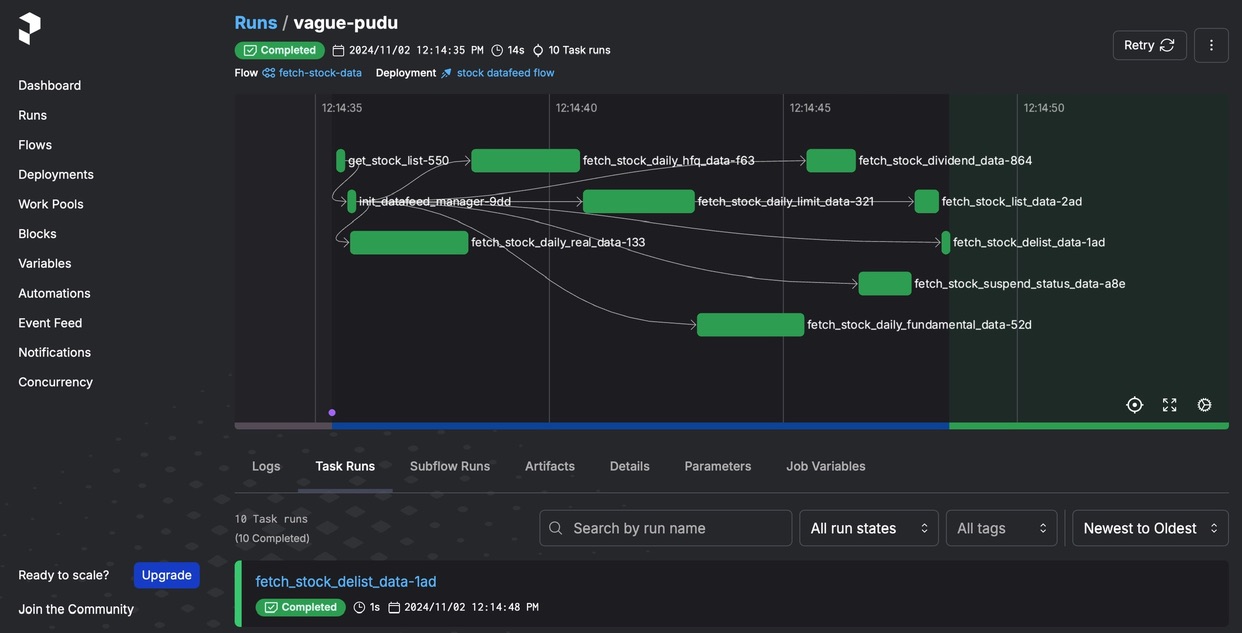 Runs / vague-pudu
Completed 2024/11/02 12:14:35 PM 14s 10 Task runs
Retry
Flow fetch-stock-data Deployment stock datafeed flow
Dashboard
Runs
Flows
Deployments
Work Pools
Blocks
Variables
Automations
Event Feed
Notifications
Concurrency
Ready to scale? Upgrade
Join the Community
12:14:35 12:14:40 12:14:45 12:14:50
get_stock_list-550 fetch_stock_daily_hfq_data-f63 fetch_stock_dividend_data-864
init_datafeed_manager-9dd fetch_stock_daily_limit_data-321 fetch_stock_list_data-2ad
fetch_stock_daily_real_data-133 fetch_stock_delist_data-1ad
fetch_stock_suspend_status_data-a8e
fetch_stock_daily_fundamental_data-52d
Logs Task Runs Subflow Runs Artifacts Details Parameters Job Variables
10 Task runs
(10 Completed)
Search by run name All run states All tags Newest to Oldest
fetch_stock_delist_data-1ad
Completed 1s 2024/11/02 12:14:48 PM